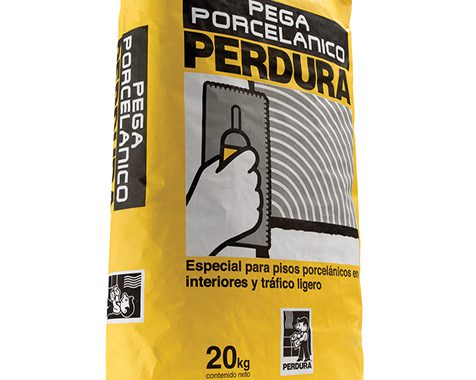 PEGA
PORCELANICO
PERDURA
PEGA
PORCELANICO
Especial para pisos porcelánicos en
interiores y tráfico ligero
20kg
contenido neto
PERDURA